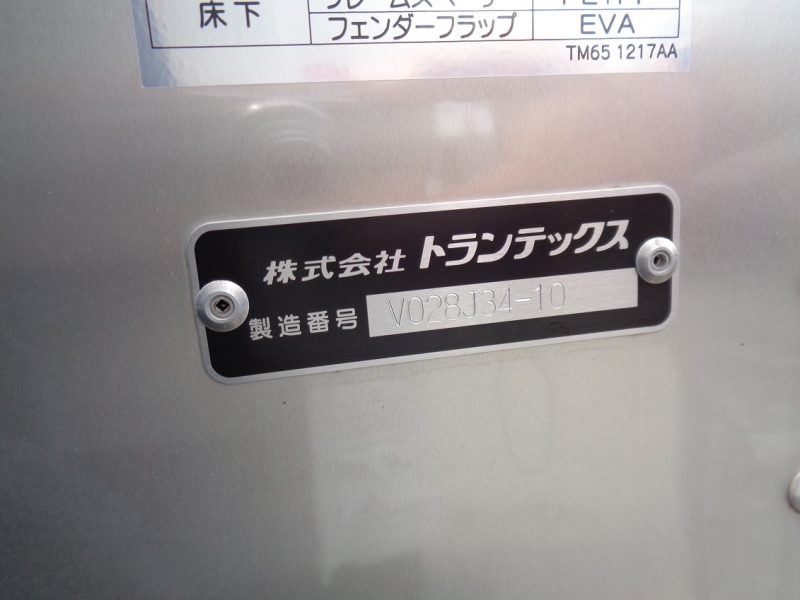 床下
フェンダーフラップ EVA
TM65 1217AA
株式会社 トランテックス
製造番号 V028J34-10